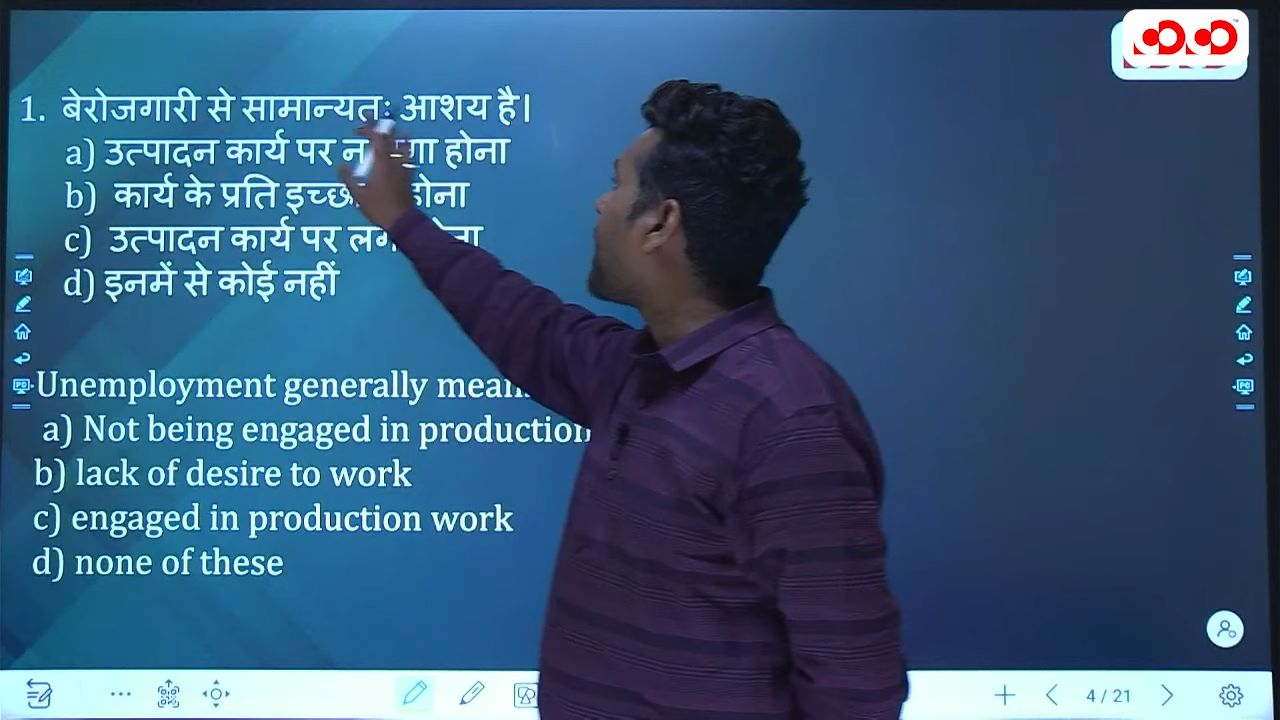 1. बेरोजगारी से सामान्यतः आशय है।
a) उत्पादन कार्य पर न होना
b) कार्य के प्रति होना
c) उत्पादन कार्य पर
d) इनमें से कोई नहीं
Unemployment generally
a) Not being engaged in production
b) lack of desire to work
c) engaged in production work
d) none of these
4 / 21